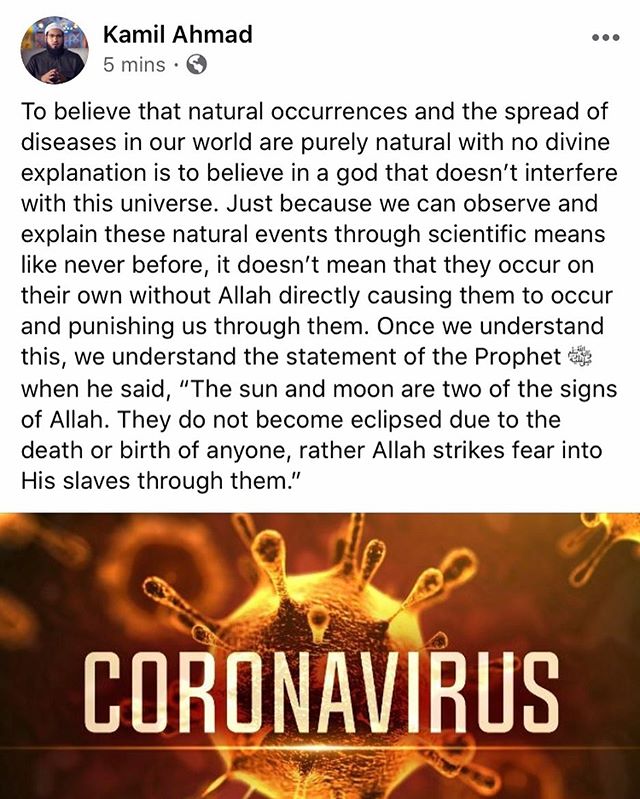 Kamil Ahmad
5 mins ·
To believe that natural occurrences and the spread of
diseases in our world are purely natural with no divine
explanation is to believe in a god that doesn’t interfere
with this universe. Just because we can observe and
explain these natural events through scientific means
like never before, it doesn’t mean that they occur on
their own without Allah directly causing them to occur
and punishing us through them. Once we understand
this, we understand the statement of the Prophet ﷺ
when he said, “The sun and moon are two of the signs
of Allah. They do not become eclipsed due to the
death or birth of anyone, rather Allah strikes fear into
His slaves through them.”
CORONAVIRUS